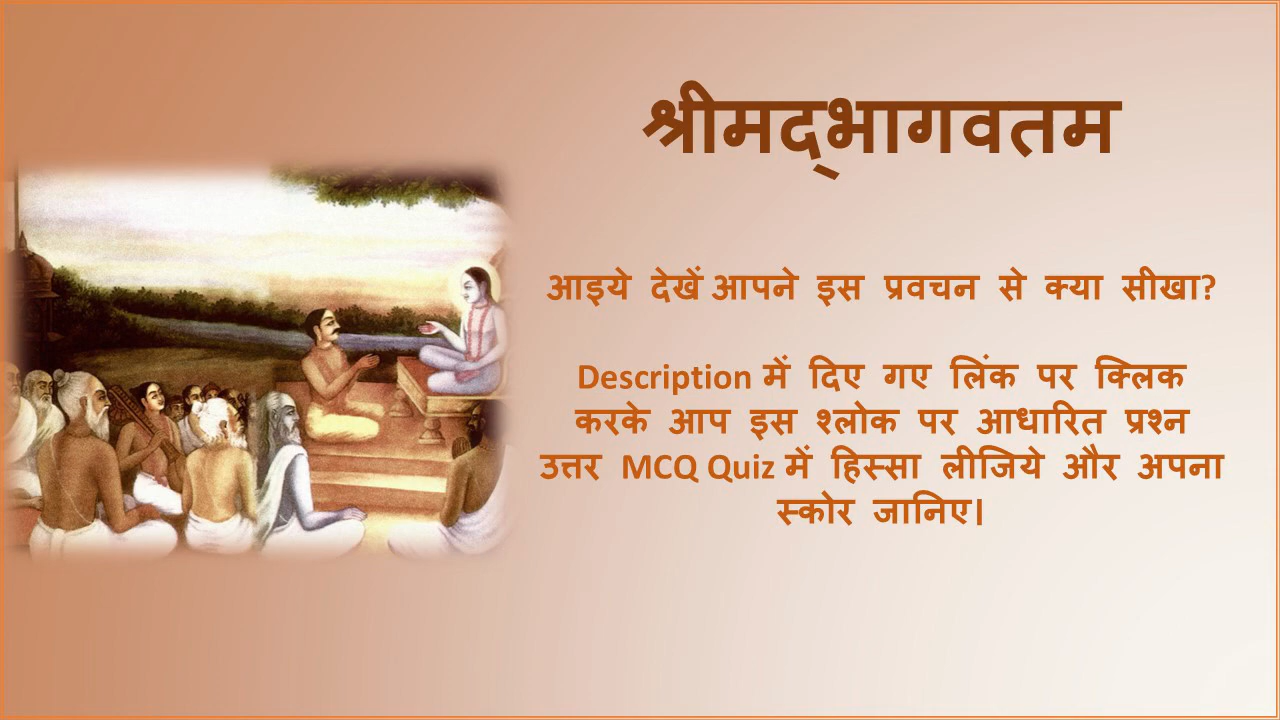 श्रीमद्‌भागवतम
आइये देखें आपने इस प्रवचन से क्या सीखा?
Description में दिए गए लिंक पर क्लिक
करके आप इस श्लोक पर आधारित प्रश्न
उत्तर MCQ Quiz में हिस्सा लीजिये और अपना
स्कोर जानिए।